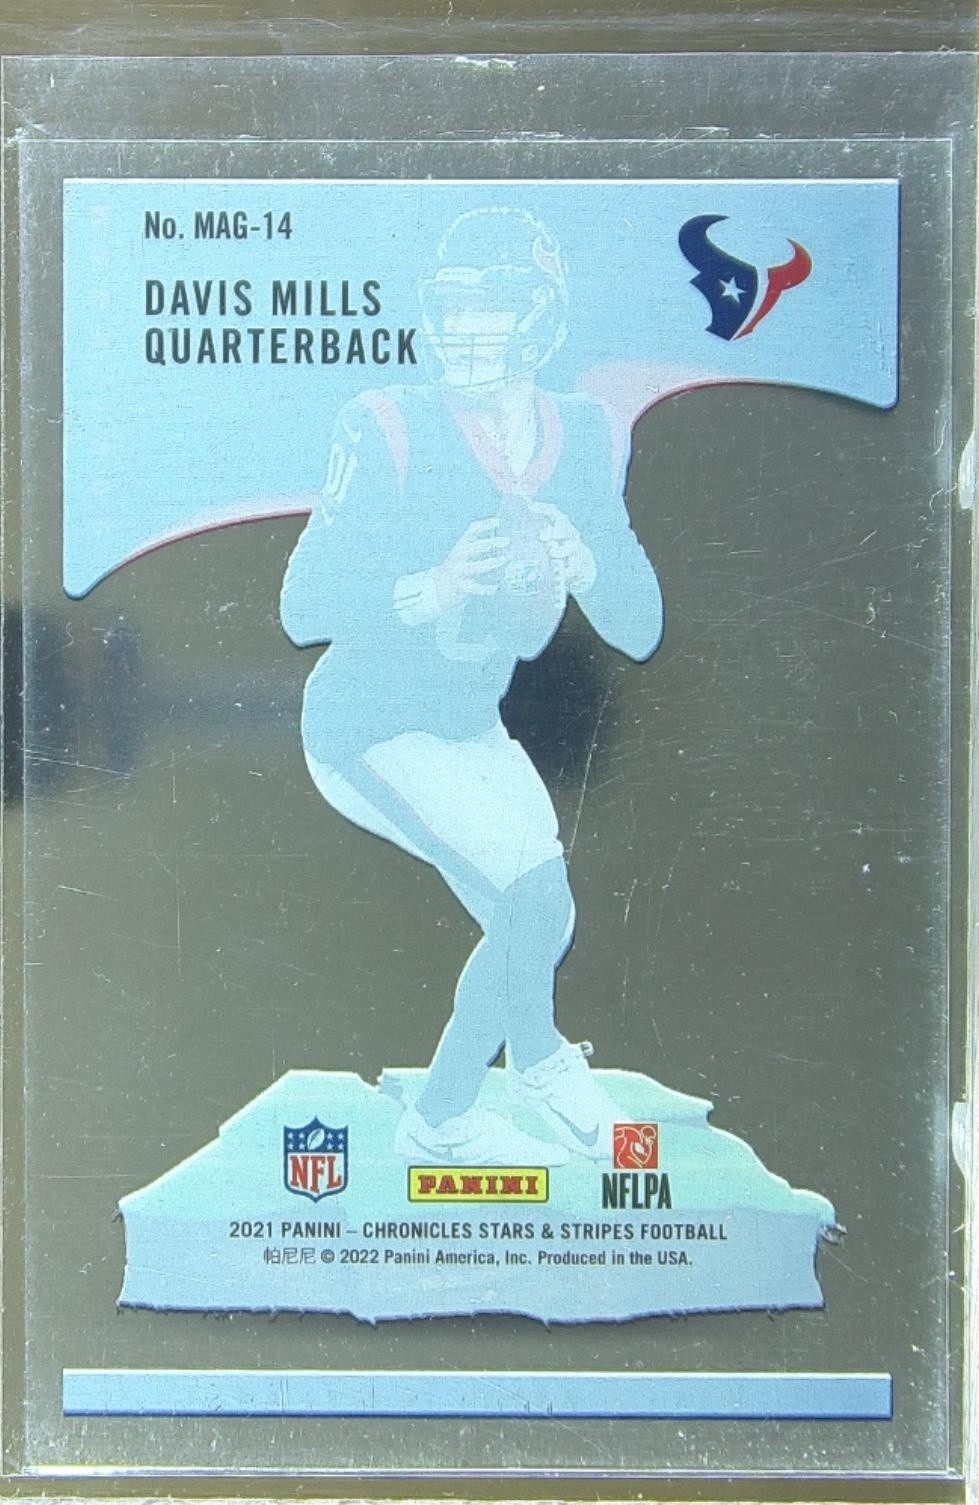 No. MAG-14
DAVIS MILLS
QUARTERBACK
NFL
PANINI
NFLPA
2021 PANINI – CHRONICLES STARS & STRIPES FOOTBALL
帕尼尼 © 2022 Panini America, Inc. Produced in the USA.